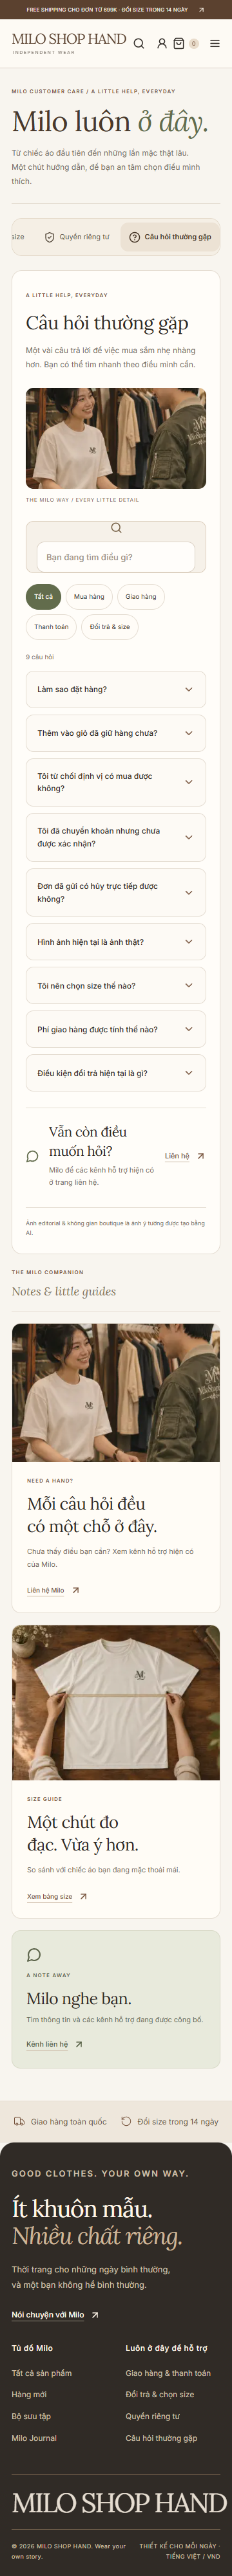 FREE SHIPPING CHO ĐƠN TỪ 699K · ĐỔI SIZE TRONG 14 NGÀY
MILO SHOP HAND
INDEPENDENT WEAR
0
MILO CUSTOMER CARE / A LITTLE HELP, EVERYDAY
Milo luôn ở đây.
Từ chiếc áo đầu tiên đến những lần mặc thật lâu.
Một chút hướng dẫn, để bạn an tâm chọn điều mình
thích.
size
Quyền riêng tư
Câu hỏi thường gặp
A LITTLE HELP, EVERYDAY
Câu hỏi thường gặp
Một vài câu trả lời để việc mua sắm nhẹ nhàng
hơn. Bạn có thể tìm nhanh theo điều mình cần.
THE MILO WAY / EVERY LITTLE DETAIL
Bạn đang tìm điều gì?
Tất cả
Mua hàng
Giao hàng
Thanh toán
Đổi trả & size
9 câu hỏi
Làm sao đặt hàng?
Thêm vào giỏ đã giữ hàng chưa?
Tôi từ chối định vị có mua được
không?
Tôi đã chuyển khoản nhưng chưa
được xác nhận?
Đơn đã gửi có hủy trực tiếp được
không?
Hình ảnh hiện tại là ảnh thật?
Tôi nên chọn size thế nào?
Phí giao hàng được tính thế nào?
Điều kiện đổi trả hiện tại là gì?
Vẫn còn điều
muốn hỏi?
Milo để các kênh hỗ trợ hiện có
ở trang liên hệ.
Liên hệ
Ảnh editorial & không gian boutique là ảnh ý tưởng được tạo bằng
AI.
THE MILO COMPANION
Notes & little guides
NEED A HAND?
Mỗi câu hỏi đều
có một chỗ ở đây.
Chưa thấy điều bạn cần? Xem kênh hỗ trợ hiện có
của Milo.
Liên hệ Milo
SIZE GUIDE
Một chút đo
đạc. Vừa ý hơn.
So sánh với chiếc áo bạn đang mặc thoải mái.
Xem bảng size
A NOTE AWAY
Milo nghe bạn.
Tìm thông tin và các kênh hỗ trợ đang được công bố.
Kênh liên hệ
Giao hàng toàn quốc
Đổi size trong 14 ngày
GOOD CLOTHES. YOUR OWN WAY.
Ít khuôn mẫu.
Nhiều chất riêng.
Thời trang cho những ngày bình thường,
và một bạn không hề bình thường.
Nói chuyện với Milo
Tủ đồ Milo
Tất cả sản phẩm
Hàng mới
Bộ sưu tập
Milo Journal
Luôn ở đây để hỗ trợ
Giao hàng & thanh toán
Đổi trả & chọn size
Quyền riêng tư
Câu hỏi thường gặp
MILO SHOP HAND
© 2026 MILO SHOP HAND. Wear your
own story.
THIẾT KẾ CHO MỖI NGÀY ·
TIẾNG VIỆT / VND